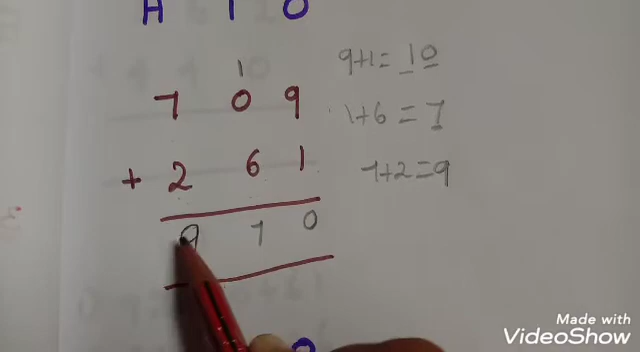 H T O
1
7 0 9
+ 2 6 1
9 7 0
9+1= 10
1+6 = 7
7+2=9
Made with
VideoShow